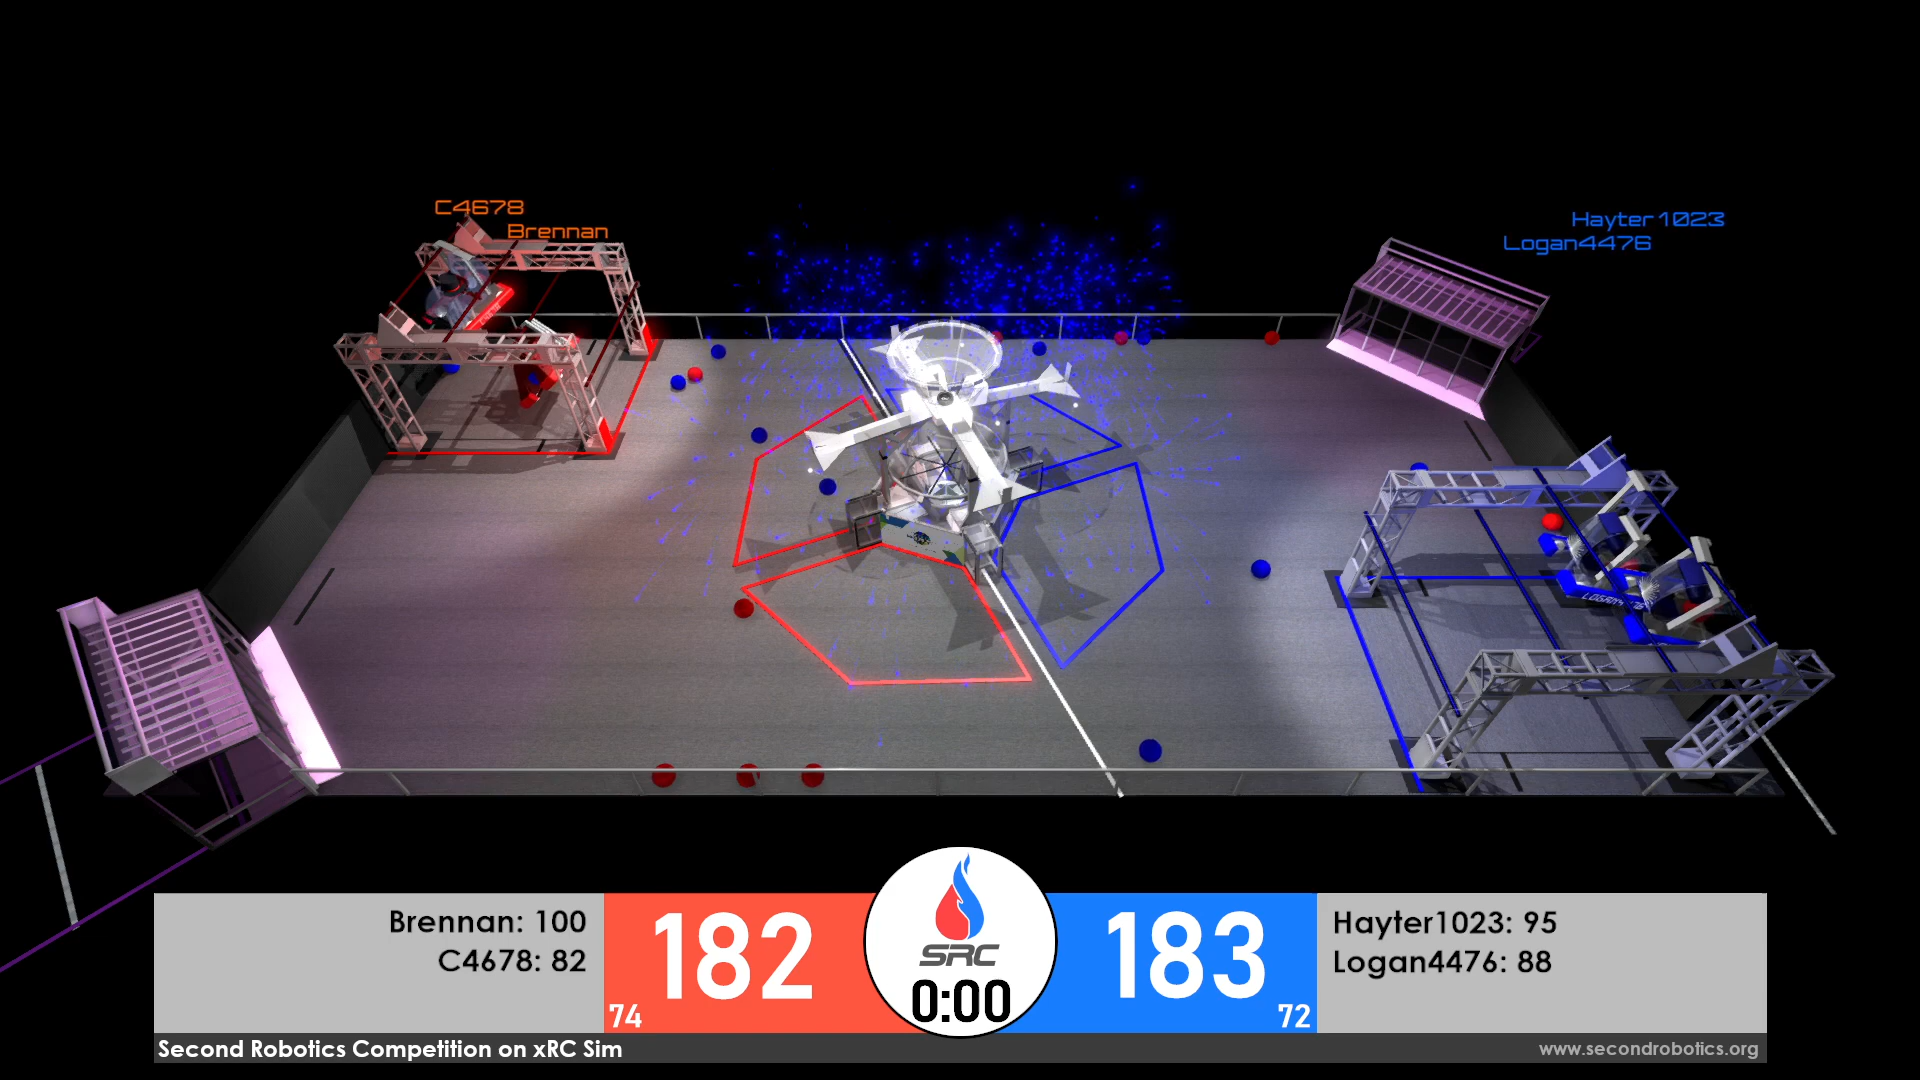 C4678
Brennan
Hayter1023
Logan4476
LOGAN4476
Brennan: 100
C4678: 82
74
182
SRC
0:00
183
72
Hayter1023: 95
Logan4476: 88
Second Robotics Competition on xRC Sim
www.secondrobotics.org